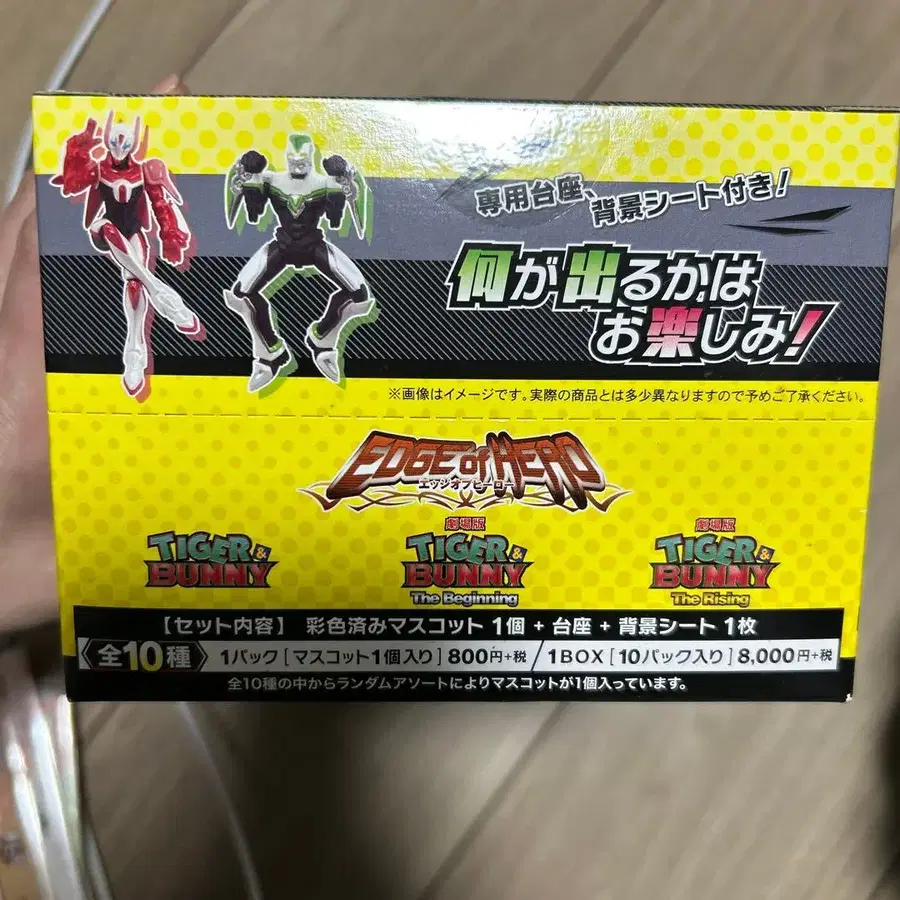 専用台座、背景シート付き!
何が出るかは
お楽しみ!
※画像はイメージです。実際の商品とは多少異なりますので予めご了承ください。
EDGE of HERO
エッジオブヒーロー
TIGER & BUNNY
劇場版
TIGER & BUNNY
The Beginning
劇場版
TIGER & BUNNY
The Rising
【セット内容】 彩色済みマスコット 1個 + 台座 + 背景シート 1枚
全10種 1パック[マスコット1個入り]800円+税/1BOX[10パック入り]8,000円+税
全10種の中からランダムアソートによりマスコットが1個入っています。